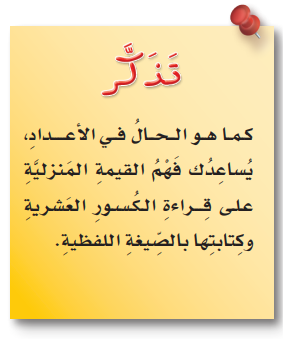 تَذَكَّر
كما هو الحالُ في الأعدادِ،
يُساعِدُك فَهْمُ القيمةِ المَنزليَّةِ
على قِراءةِ الكُسورِ العَشريةِ
وكِتابتِها بالصِّيغةِ اللفظيةِ.